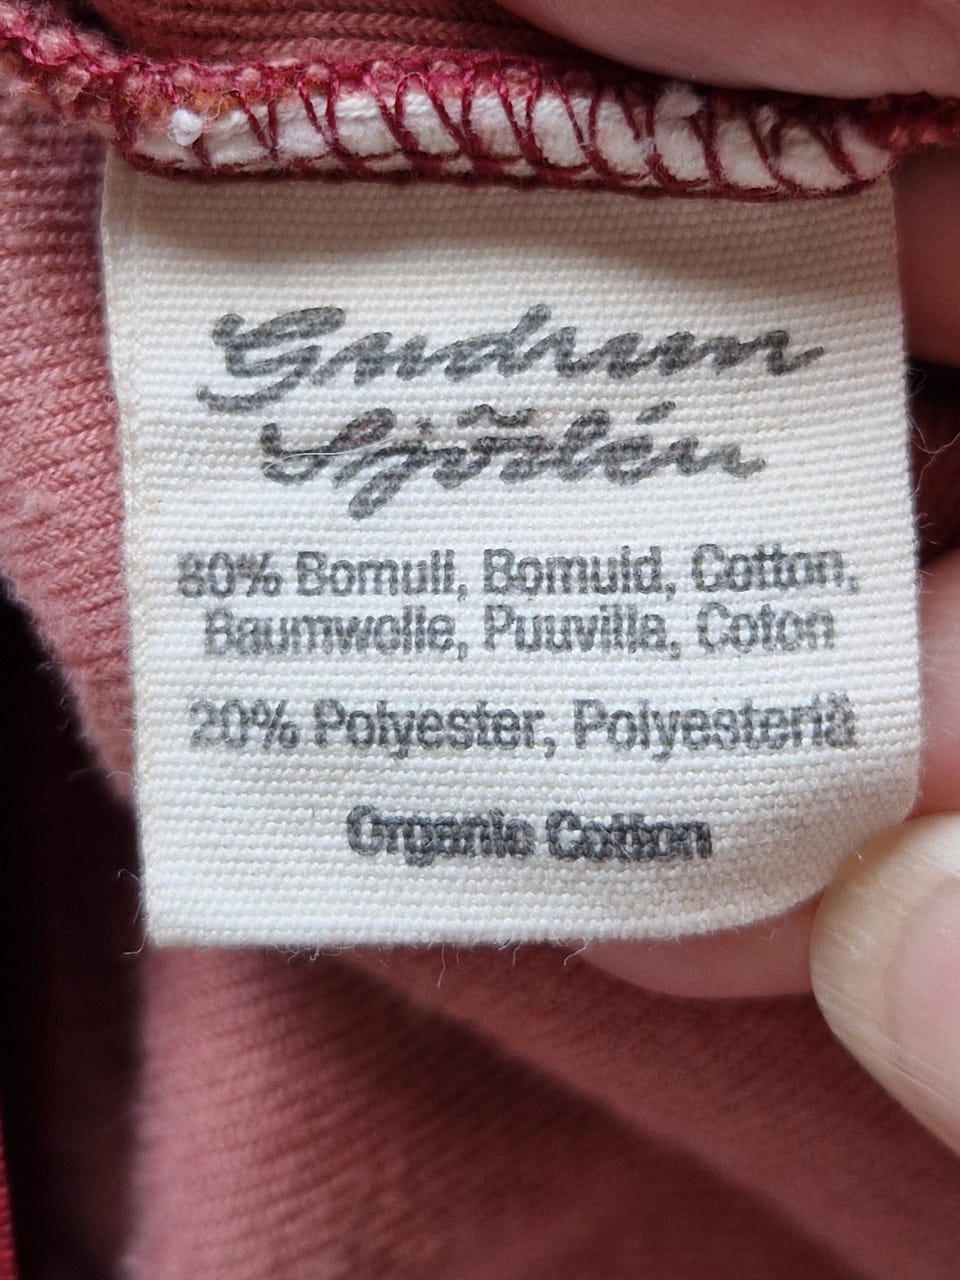 Gudrun
Sjödén
80% Bomull, Bomuld, Cotton,
Baumwolle, Puuvilla, Coton
20% Polyester, Polyesteriä
Organic Cotton